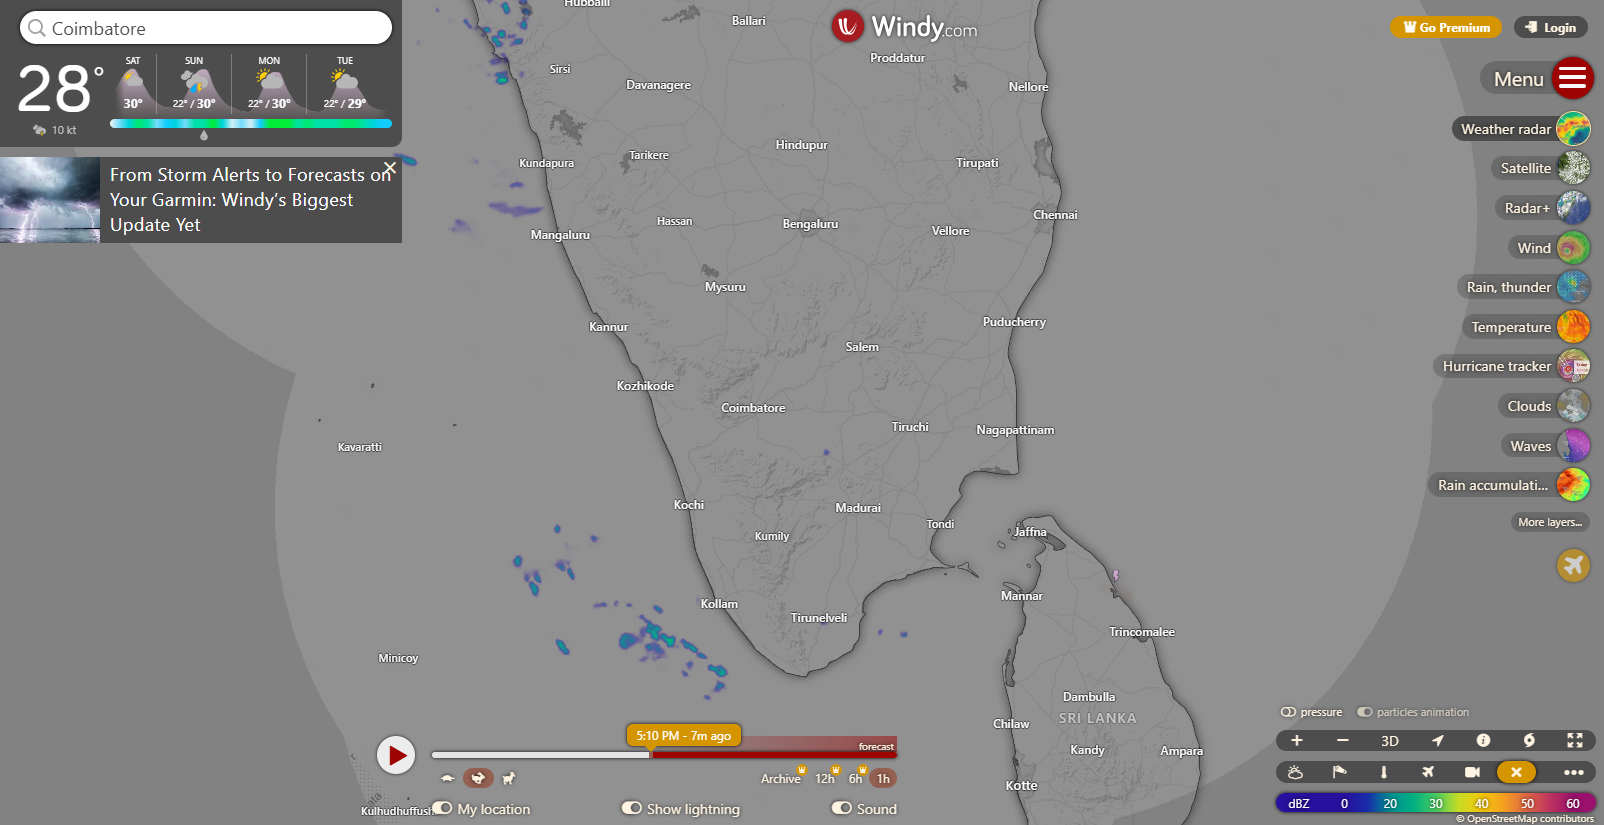 Coimbatore
28°
10 kt
SAT
30°
SUN
22° / 30°
MON
22° / 30°
TUE
22° / 29°
From Storm Alerts to Forecasts on
Your Garmin: Windy’s Biggest
Update Yet
Windy.com
Go Premium
Login
Menu
Weather radar
Satellite
Radar+
Wind
Rain, thunder
Temperature
Hurricane tracker
Clouds
Waves
Rain accumulati...
More layers...
Hubballi
Ballari
Proddatur
Sirsi
Davanagere
Nellore
Hindupur
Kundapura
Tarikere
Tirupati
Chennai
Hassan
Bengaluru
Vellore
Mangaluru
Mysuru
Puducherry
Kannur
Salem
Kozhikode
Coimbatore
Tiruchi
Nagapattinam
Kavaratti
Kochi
Madurai
Tondi
Jaffna
Kumily
Mannar
Kollam
Tirunelveli
Trincomalee
Minicoy
Dambulla
SRI LANKA
Chilaw
Kandy
Ampara
Kotte
Kulhudhuffush
5:10 PM - 7m ago
forecast
Archive
12h
6h
1h
My location
Show lightning
Sound
pressure
particles animation
3D
dBZ 0 20 30 40 50 60
© OpenStreetMap contributors